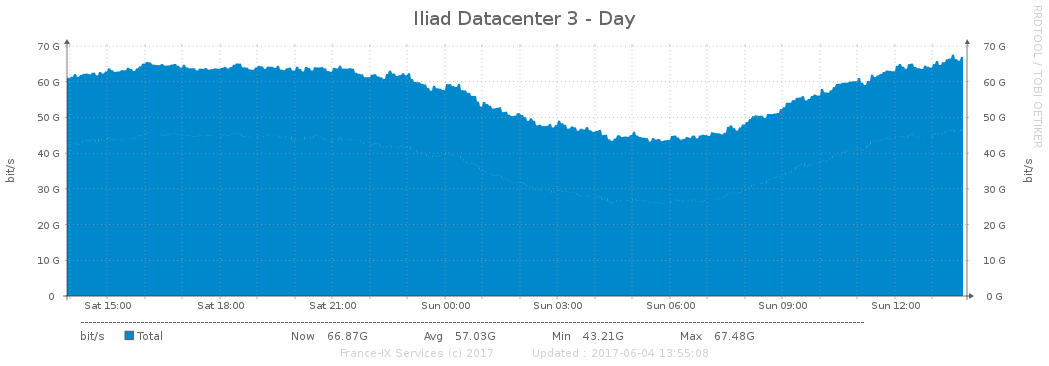 Iliad Datacenter 3 - Day
RRDTOOL / TOBI OETIKER
70 G 70 G
60 G 60 G
50 G 50 G
40 G 40 G
bit/s bit/s
30 G 30 G
20 G 20 G
10 G 10 G
0 0 G
Sat 15:00 Sat 18:00 Sat 21:00 Sun 00:00 Sun 03:00 Sun 06:00 Sun 09:00 Sun 12:00
bit/s Total Now 66.87G Avg 57.03G Min 43.21G Max 67.48G
France-IX Services (c) 2017 Updated : 2017-06-04 13:55:08